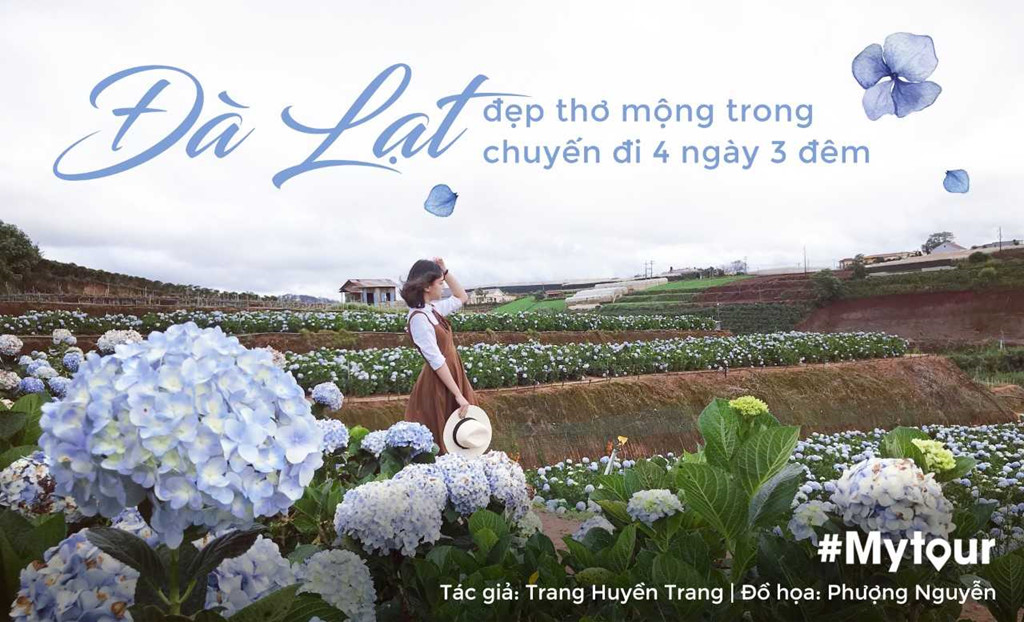 Đà Lạt
đẹp thơ mộng trong
chuyến đi 4 ngày 3 đêm
#Mytour
Tác giả: Trang Huyền Trang | Đồ họa: Phượng Nguyễn